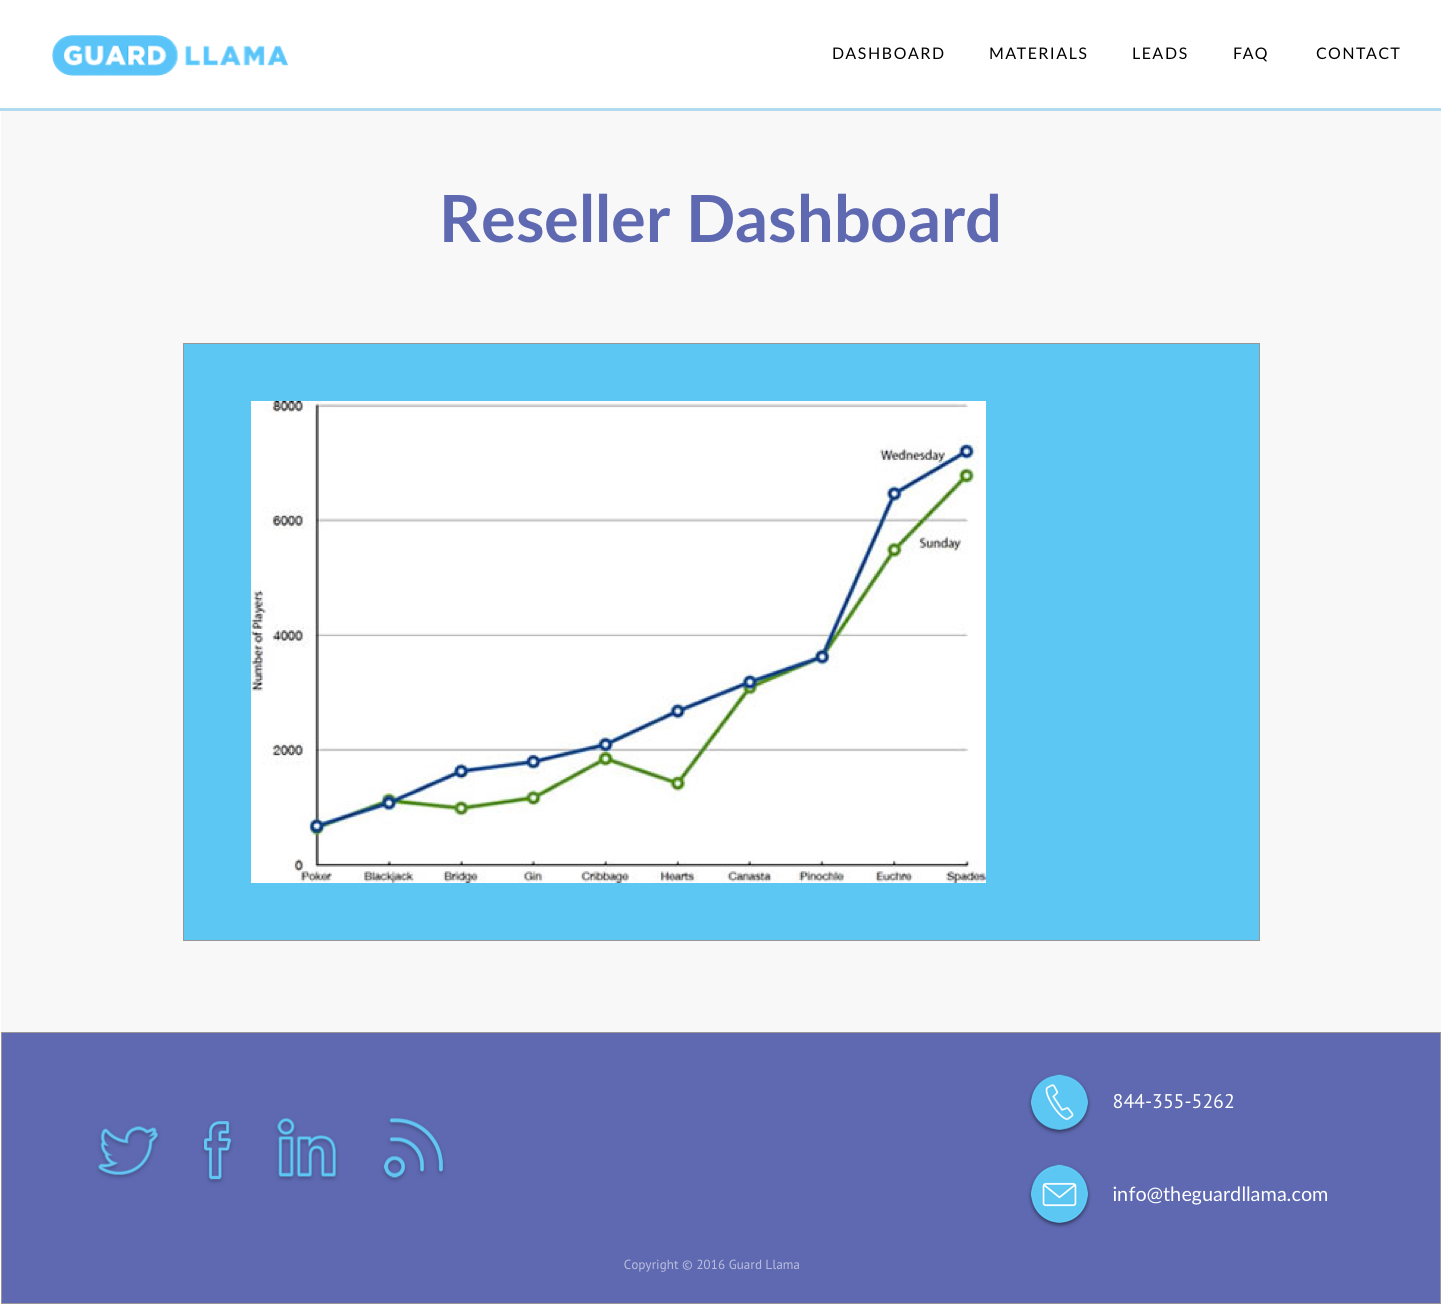 GUARD LLAMA
DASHBOARD MATERIALS LEADS FAQ CONTACT
Reseller Dashboard
8000
Wednesday
6000
Sunday
Number of Players
4000
2000
0
Poker Blackjack Bridge Gin Cribbage Hearts Canasta Pinochle Euchre Spades
844-355-5262
info@theguardllama.com
Copyright © 2016 Guard Llama